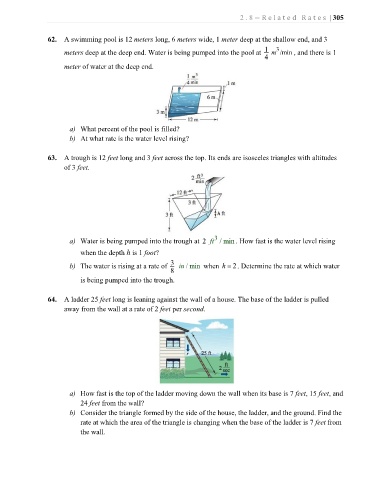 2.8 – Related Rates | 305
62. A swimming pool is 12 meters long, 6 meters wide, 1 meter deep at the shallow end, and 3
meters deep at the deep end. Water is being pumped into the pool at 1/4 m³/min, and there is 1
meter of water at the deep end.
1/4 m³/min
1 m
6 m
3 m
12 m
a) What percent of the pool is filled?
b) At what rate is the water level rising?
63. A trough is 12 feet long and 3 feet across the top. Its ends are isosceles triangles with altitudes
of 3 feet.
2 ft³/min
12 ft
3 ft
3 ft
h ft
a) Water is being pumped into the trough at 2 ft³ / min. How fast is the water level rising
when the depth h is 1 foot?
b) The water is rising at a rate of 3/8 in / min when h = 2. Determine the rate at which water
is being pumped into the trough.
64. A ladder 25 feet long is leaning against the wall of a house. The base of the ladder is pulled
away from the wall at a rate of 2 feet per second.
r
25 ft
2 ft/sec
a) How fast is the top of the ladder moving down the wall when its base is 7 feet, 15 feet, and
24 feet from the wall?
b) Consider the triangle formed by the side of the house, the ladder, and the ground. Find the
rate at which the area of the triangle is changing when the base of the ladder is 7 feet from
the wall.